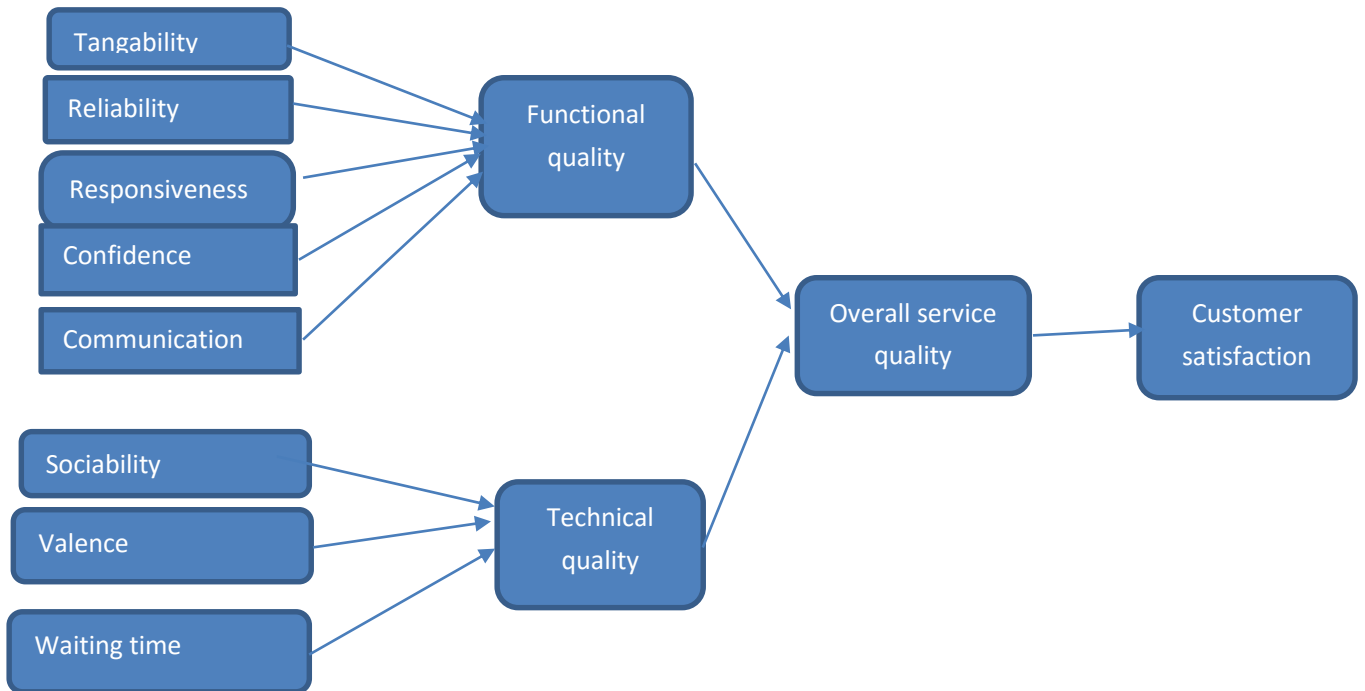 Tangability
Reliability
Responsiveness
Confidence
Communication
Functional
quality
Overall service
quality
Customer
satisfaction
Sociability
Valence
Waiting time
Technical
quality